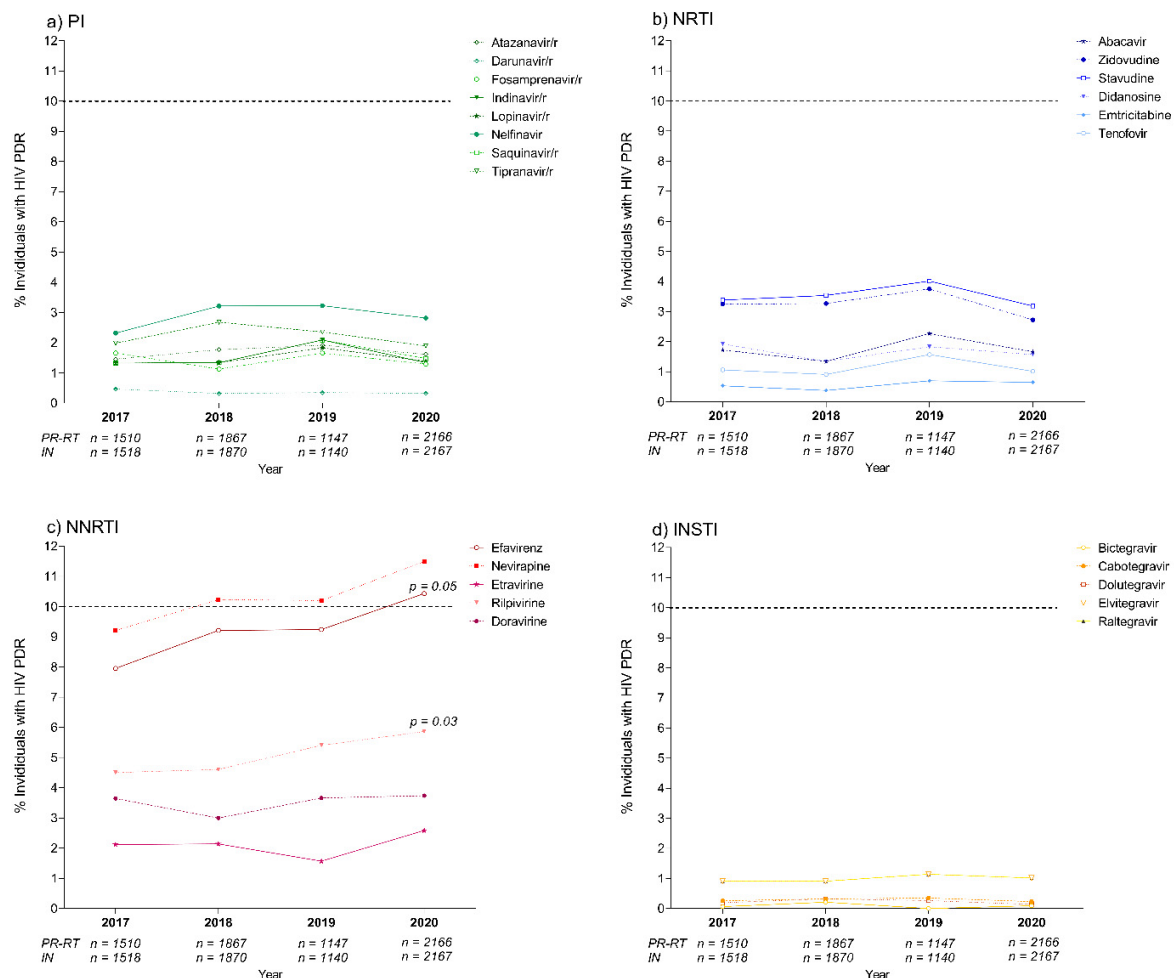 a) PI
12
11
10
9
8
7
6
5
4
3
2
1
0
% Invididuals with HIV PDR
Atazanavir/r
Darunavir/r
Fosamprenavir/r
Indinavir/r
Lopinavir/r
Nelfinavir
Saquinavir/r
Tipranavir/r
2017 2018 2019 2020
PR-RT n = 1510 n = 1867 n = 1147 n = 2166
IN n = 1518 n = 1870 n = 1140 n = 2167
Year
b) NRTI
12
11
10
9
8
7
6
5
4
3
2
1
0
% Invididuals with HIV PDR
Abacavir
Zidovudine
Stavudine
Didanosine
Emtricitabine
Tenofovir
2017 2018 2019 2020
PR-RT n = 1510 n = 1867 n = 1147 n = 2166
IN n = 1518 n = 1870 n = 1140 n = 2167
Year
c) NNRTI
12
11
10
9
8
7
6
5
4
3
2
1
0
% Invididuals with HIV PDR
p = 0.05
p = 0.03
Efavirenz
Nevirapine
Etravirine
Rilpivirine
Doravirine
2017 2018 2019 2020
PR-RT n = 1510 n = 1867 n = 1147 n = 2166
IN n = 1518 n = 1870 n = 1140 n = 2167
Year
d) INSTI
12
11
10
9
8
7
6
5
4
3
2
1
0
% Invididuals with HIV PDR
Bictegravir
Cabotegravir
Dolutegravir
Elvitegravir
Raltegravir
2017 2018 2019 2020
PR-RT n = 1510 n = 1867 n = 1147 n = 2166
IN n = 1518 n = 1870 n = 1140 n = 2167
Year